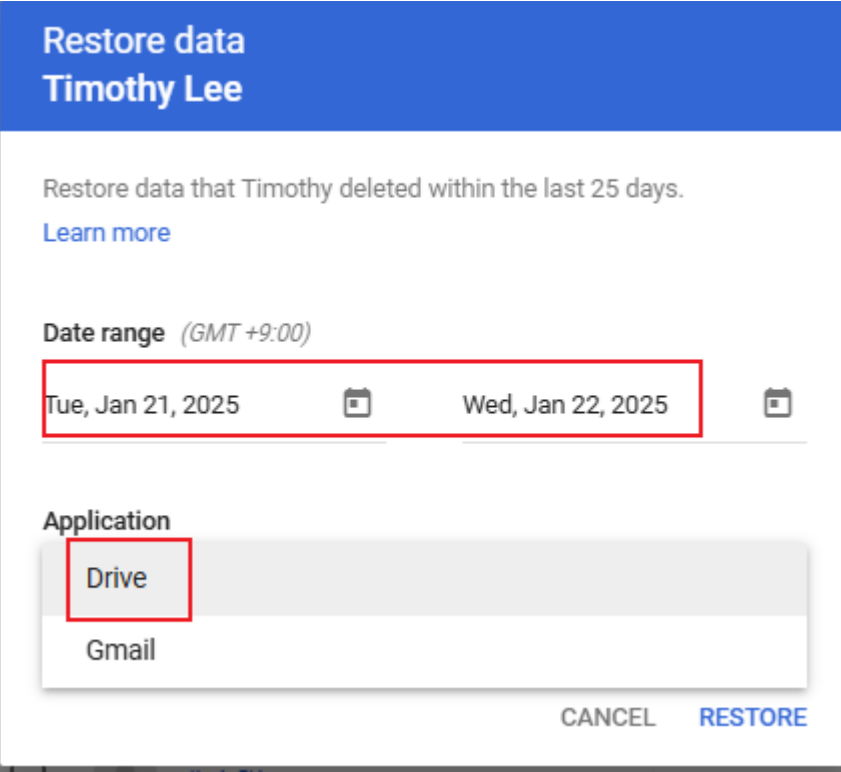 Restore data
Timothy Lee
Restore data that Timothy deleted within the last 25 days.
Learn more
Date range (GMT +9:00)
Tue, Jan 21, 2025 Wed, Jan 22, 2025
Application
Drive
Gmail
CANCEL RESTORE